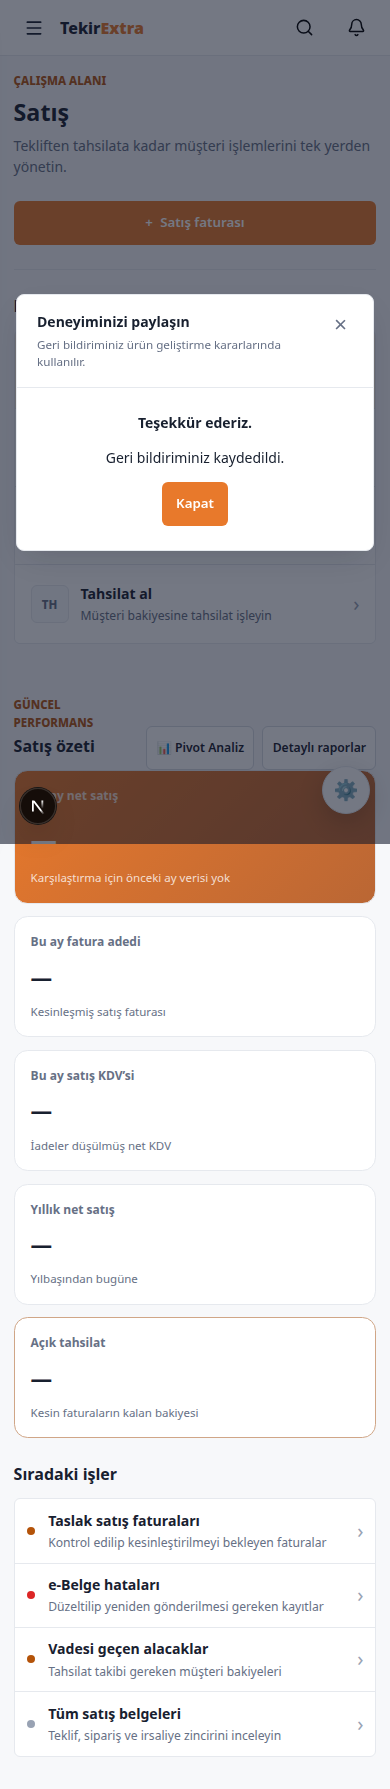 TekirExtra
ÇALIŞMA ALANI
Satış
Tekliften tahsilata kadar müşteri işlemlerini tek yerden
yönetin.
+ Satış faturası
Deneyiminizi paylaşın
Geri bildiriminiz ürün geliştirme kararlarında
kullanılır.
×
Teşekkür ederiz.
Geri bildiriminiz kaydedildi.
Kapat
TH
Tahsilat al
Müşteri bakiyesine tahsilat işleyin
GÜNCEL
PERFORMANS
Satış özeti
📊 Pivot Analiz
Detaylı raporlar
ay net satış
N
—
Karşılaştırma için önceki ay verisi yok
Bu ay fatura adedi
—
Kesinleşmiş satış faturası
Bu ay satış KDV'si
—
İadeler düşülmüş net KDV
Yıllık net satış
—
Yılbaşından bugüne
Açık tahsilat
—
Kesin faturaların kalan bakiyesi
Sıradaki işler
Taslak satış faturaları
Kontrol edilip kesinleştirilmeyi bekleyen faturalar
e-Belge hataları
Düzeltilip yeniden gönderilmesi gereken kayıtlar
Vadesi geçen alacaklar
Tahsilat takibi gereken müşteri bakiyeleri
Tüm satış belgeleri
Teklif, sipariş ve irsaliye zincirini inceleyin